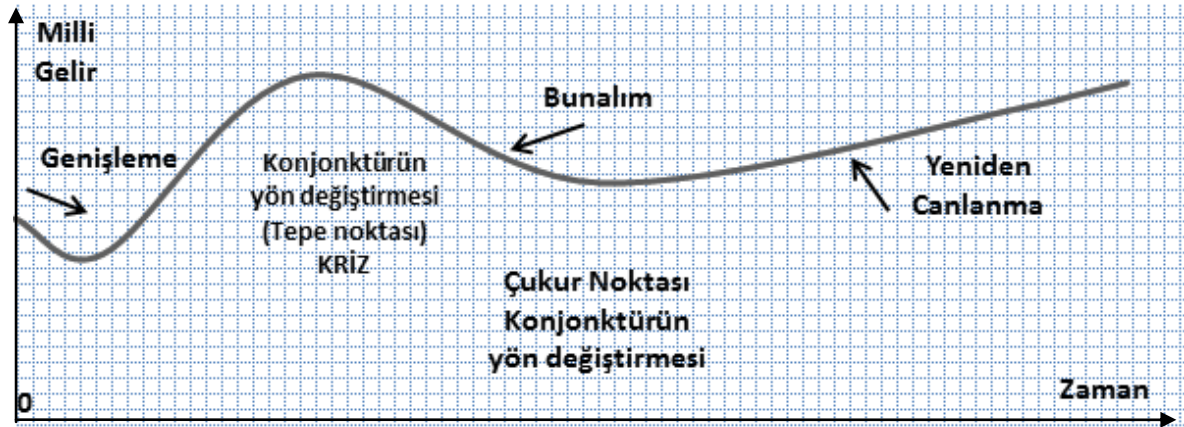 Milli
Gelir
Bunalım
Genişleme
Konjonktürün
yön değiştirmesi
(Tepe noktası)
KRİZ
Yeniden
Canlanma
Çukur Noktası
Konjonktürün
yön değiştirmesi
Zaman
0